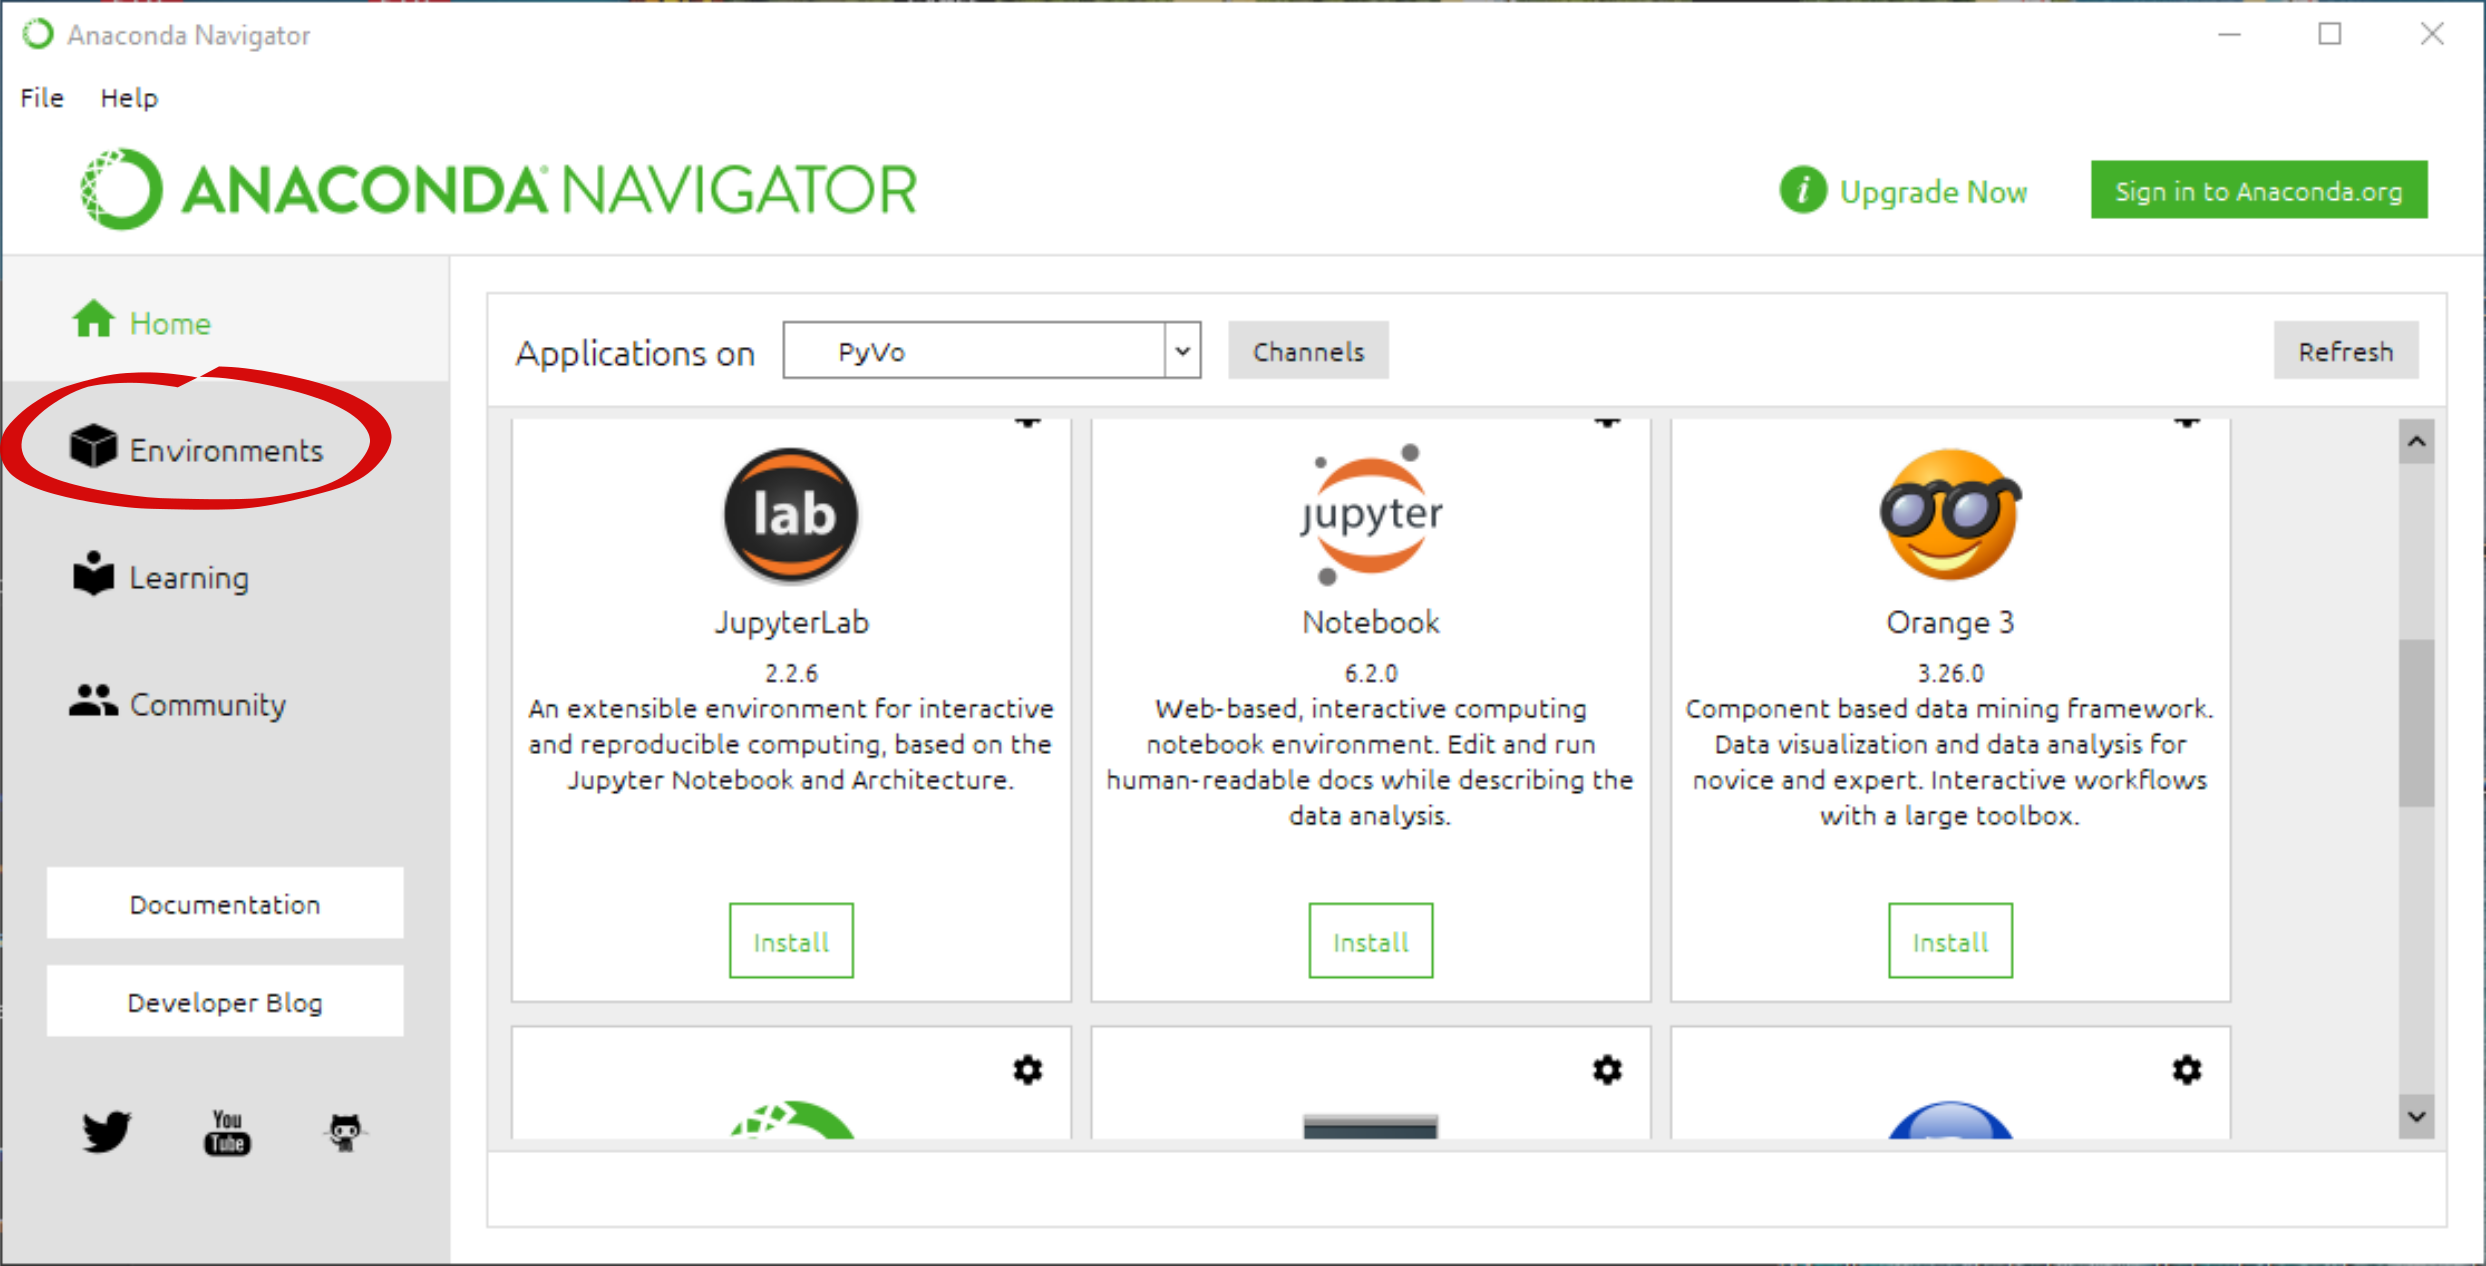 Anaconda Navigator
File Help
ANACONDA NAVIGATOR
i Upgrade Now
Sign in to Anaconda.org
Home
Environments
Learning
Community
Documentation
Developer Blog
You
Tube
Applications on PyVo Channels Refresh
lab
JupyterLab
2.2.6
An extensible environment for interactive
and reproducible computing, based on the
Jupyter Notebook and Architecture.
Install
jupyter
Notebook
6.2.0
Web-based, interactive computing
notebook environment. Edit and run
human-readable docs while describing the
data analysis.
Install
Orange 3
3.26.0
Component based data mining framework.
Data visualization and data analysis for
novice and expert. Interactive workflows
with a large toolbox.
Install